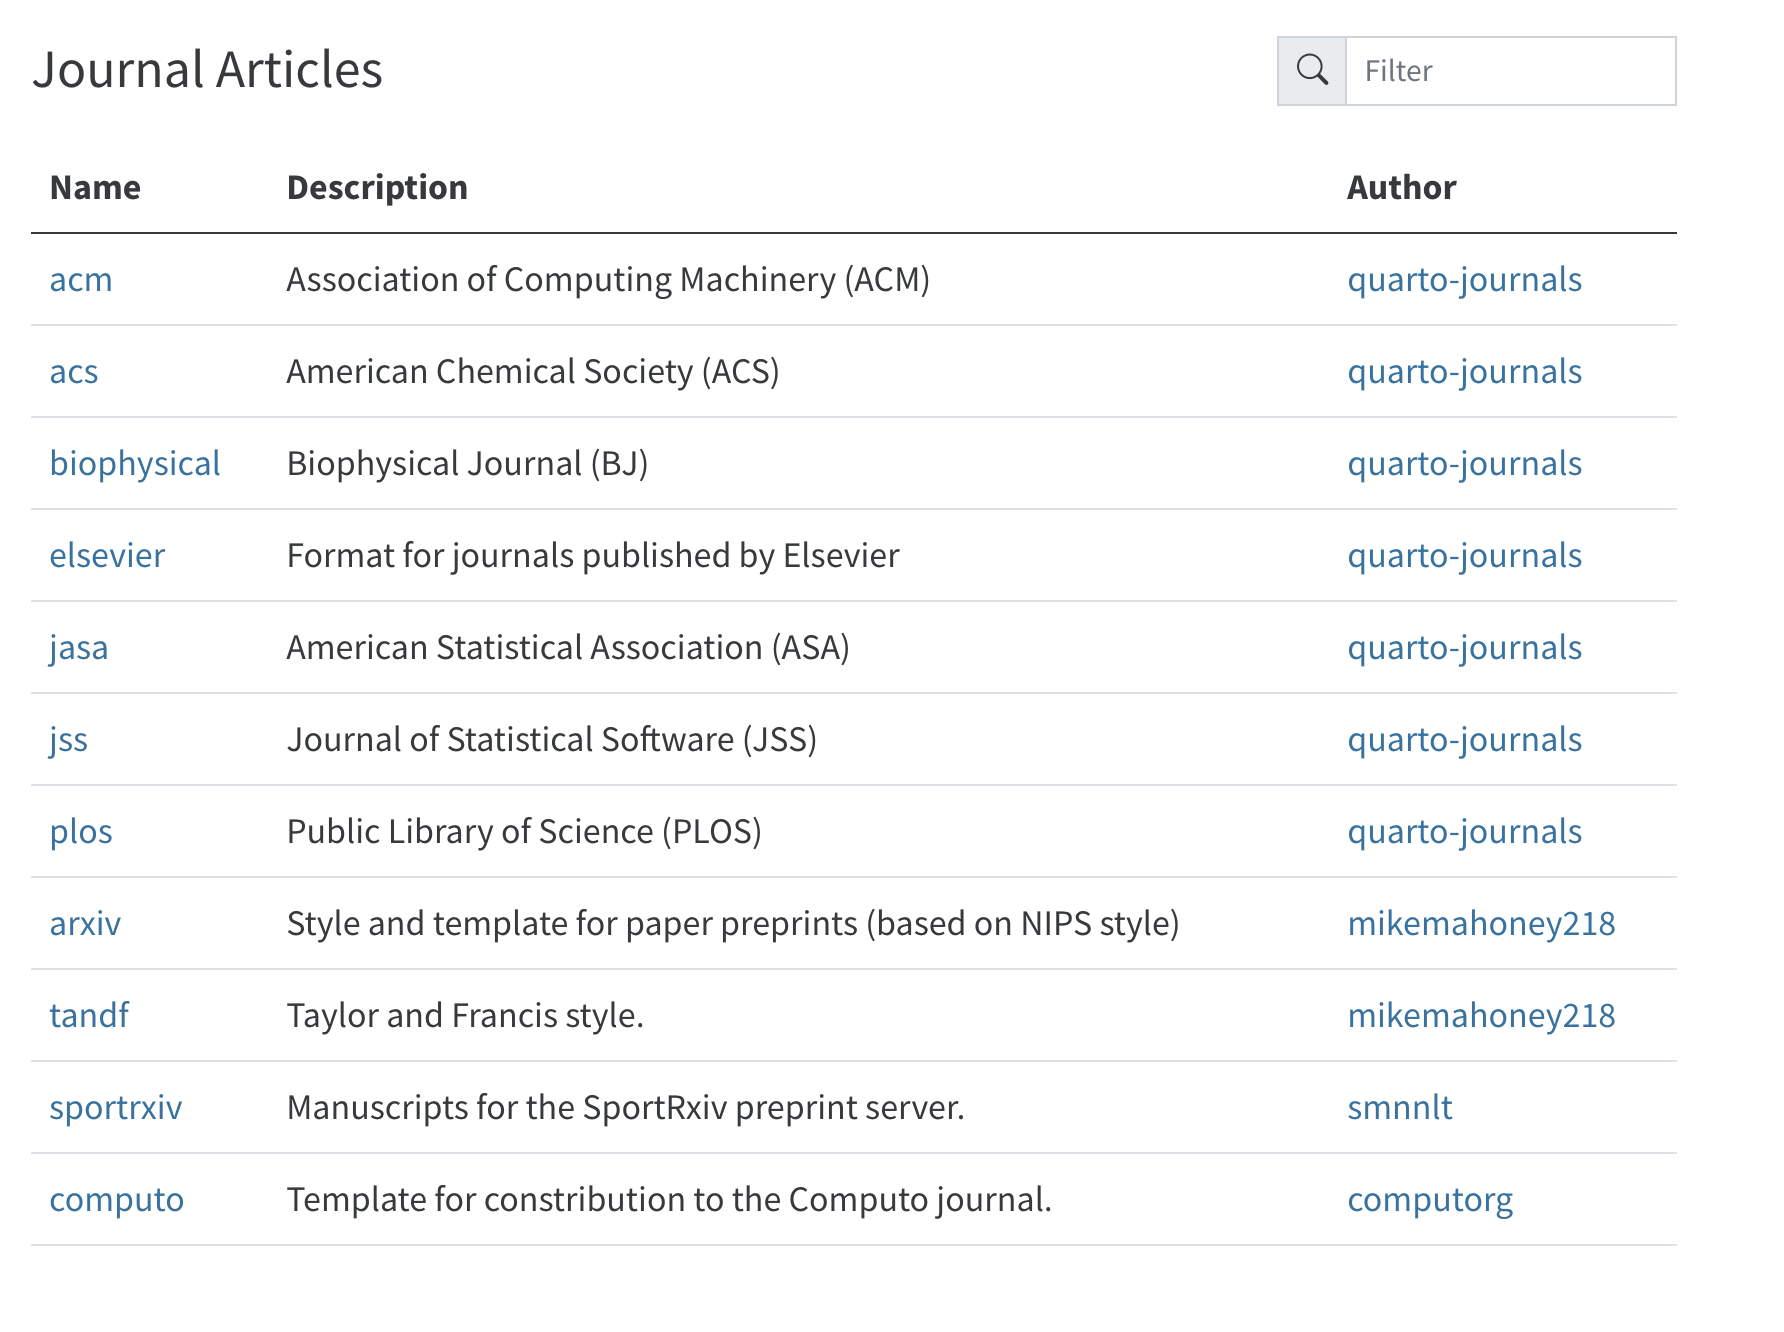 Journal Articles
Filter
Name Description Author
acm Association of Computing Machinery (ACM) quarto-journals
acs American Chemical Society (ACS) quarto-journals
biophysical Biophysical Journal (BJ) quarto-journals
elsevier Format for journals published by Elsevier quarto-journals
jasa American Statistical Association (ASA) quarto-journals
jss Journal of Statistical Software (JSS) quarto-journals
plos Public Library of Science (PLOS) quarto-journals
arxiv Style and template for paper preprints (based on NIPS style) mikemahoney218
tandf Taylor and Francis style. mikemahoney218
sportrxiv Manuscripts for the SportRxiv preprint server. smnnlt
computo Template for constribution to the Computo journal. computorg